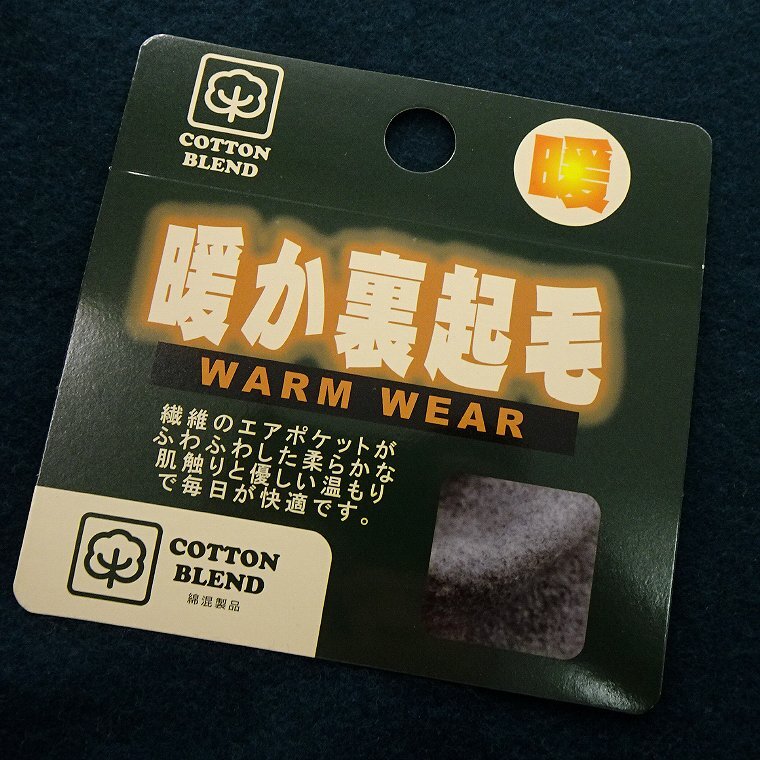 COTTON
BLEND
暖
暖か裏起毛
WARM WEAR
繊維のエアポケットが
ふわふわした柔らかな
肌触りと優しい温もり
で毎日が快適です。
COTTON
BLEND
綿混製品